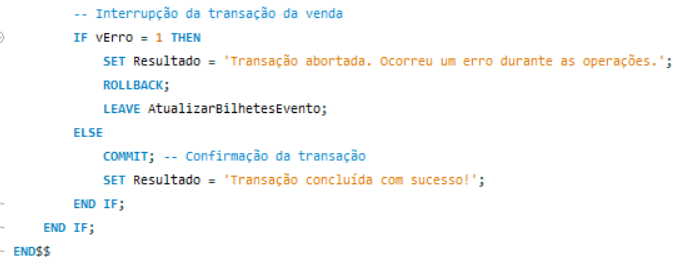 -- Interrupção da transação da venda
IF vErro = 1 THEN
SET Resultado = 'Transação abortada. Ocorreu um erro durante as operações.';
ROLLBACK;
LEAVE AtualizarBilhetesEvento;
ELSE
COMMIT; -- Confirmação da transação
SET Resultado = 'Transação concluída com sucesso!';
END IF;
END IF;
END$$